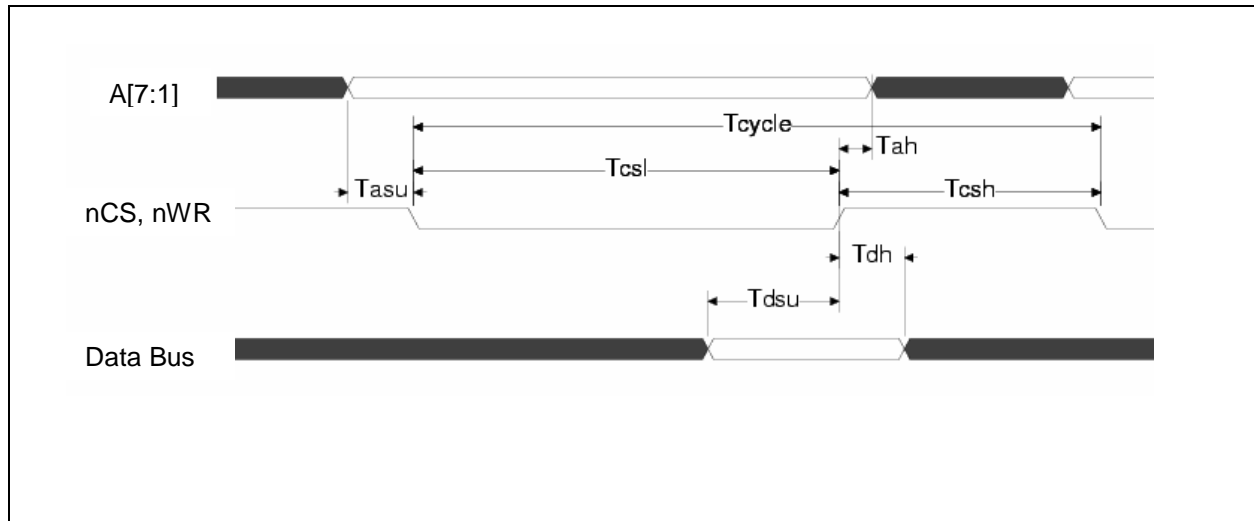 A[7:1]
Tcycle
Tah
Tcsl
Tasu
Tcsh
nCS, nWR
Tdh
Tdsu
Data Bus